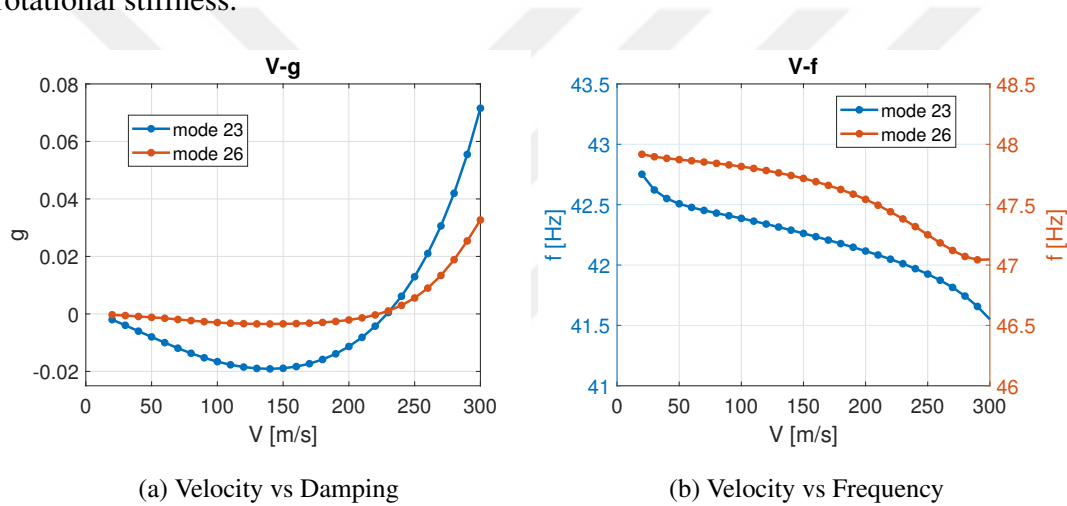 rotational stiffness.
V-g
0.08
0.06
0.04
0.02
0
-0.02
g
mode 23
mode 26
0 50 100 150 200 250 300
V [m/s]
(a) Velocity vs Damping
V-f
43.5
43
42.5
42
41.5
41
f [Hz]
mode 23
mode 26
48.5
48
47.5
47
46.5
46
f [Hz]
0 50 100 150 200 250 300
V [m/s]
(b) Velocity vs Frequency